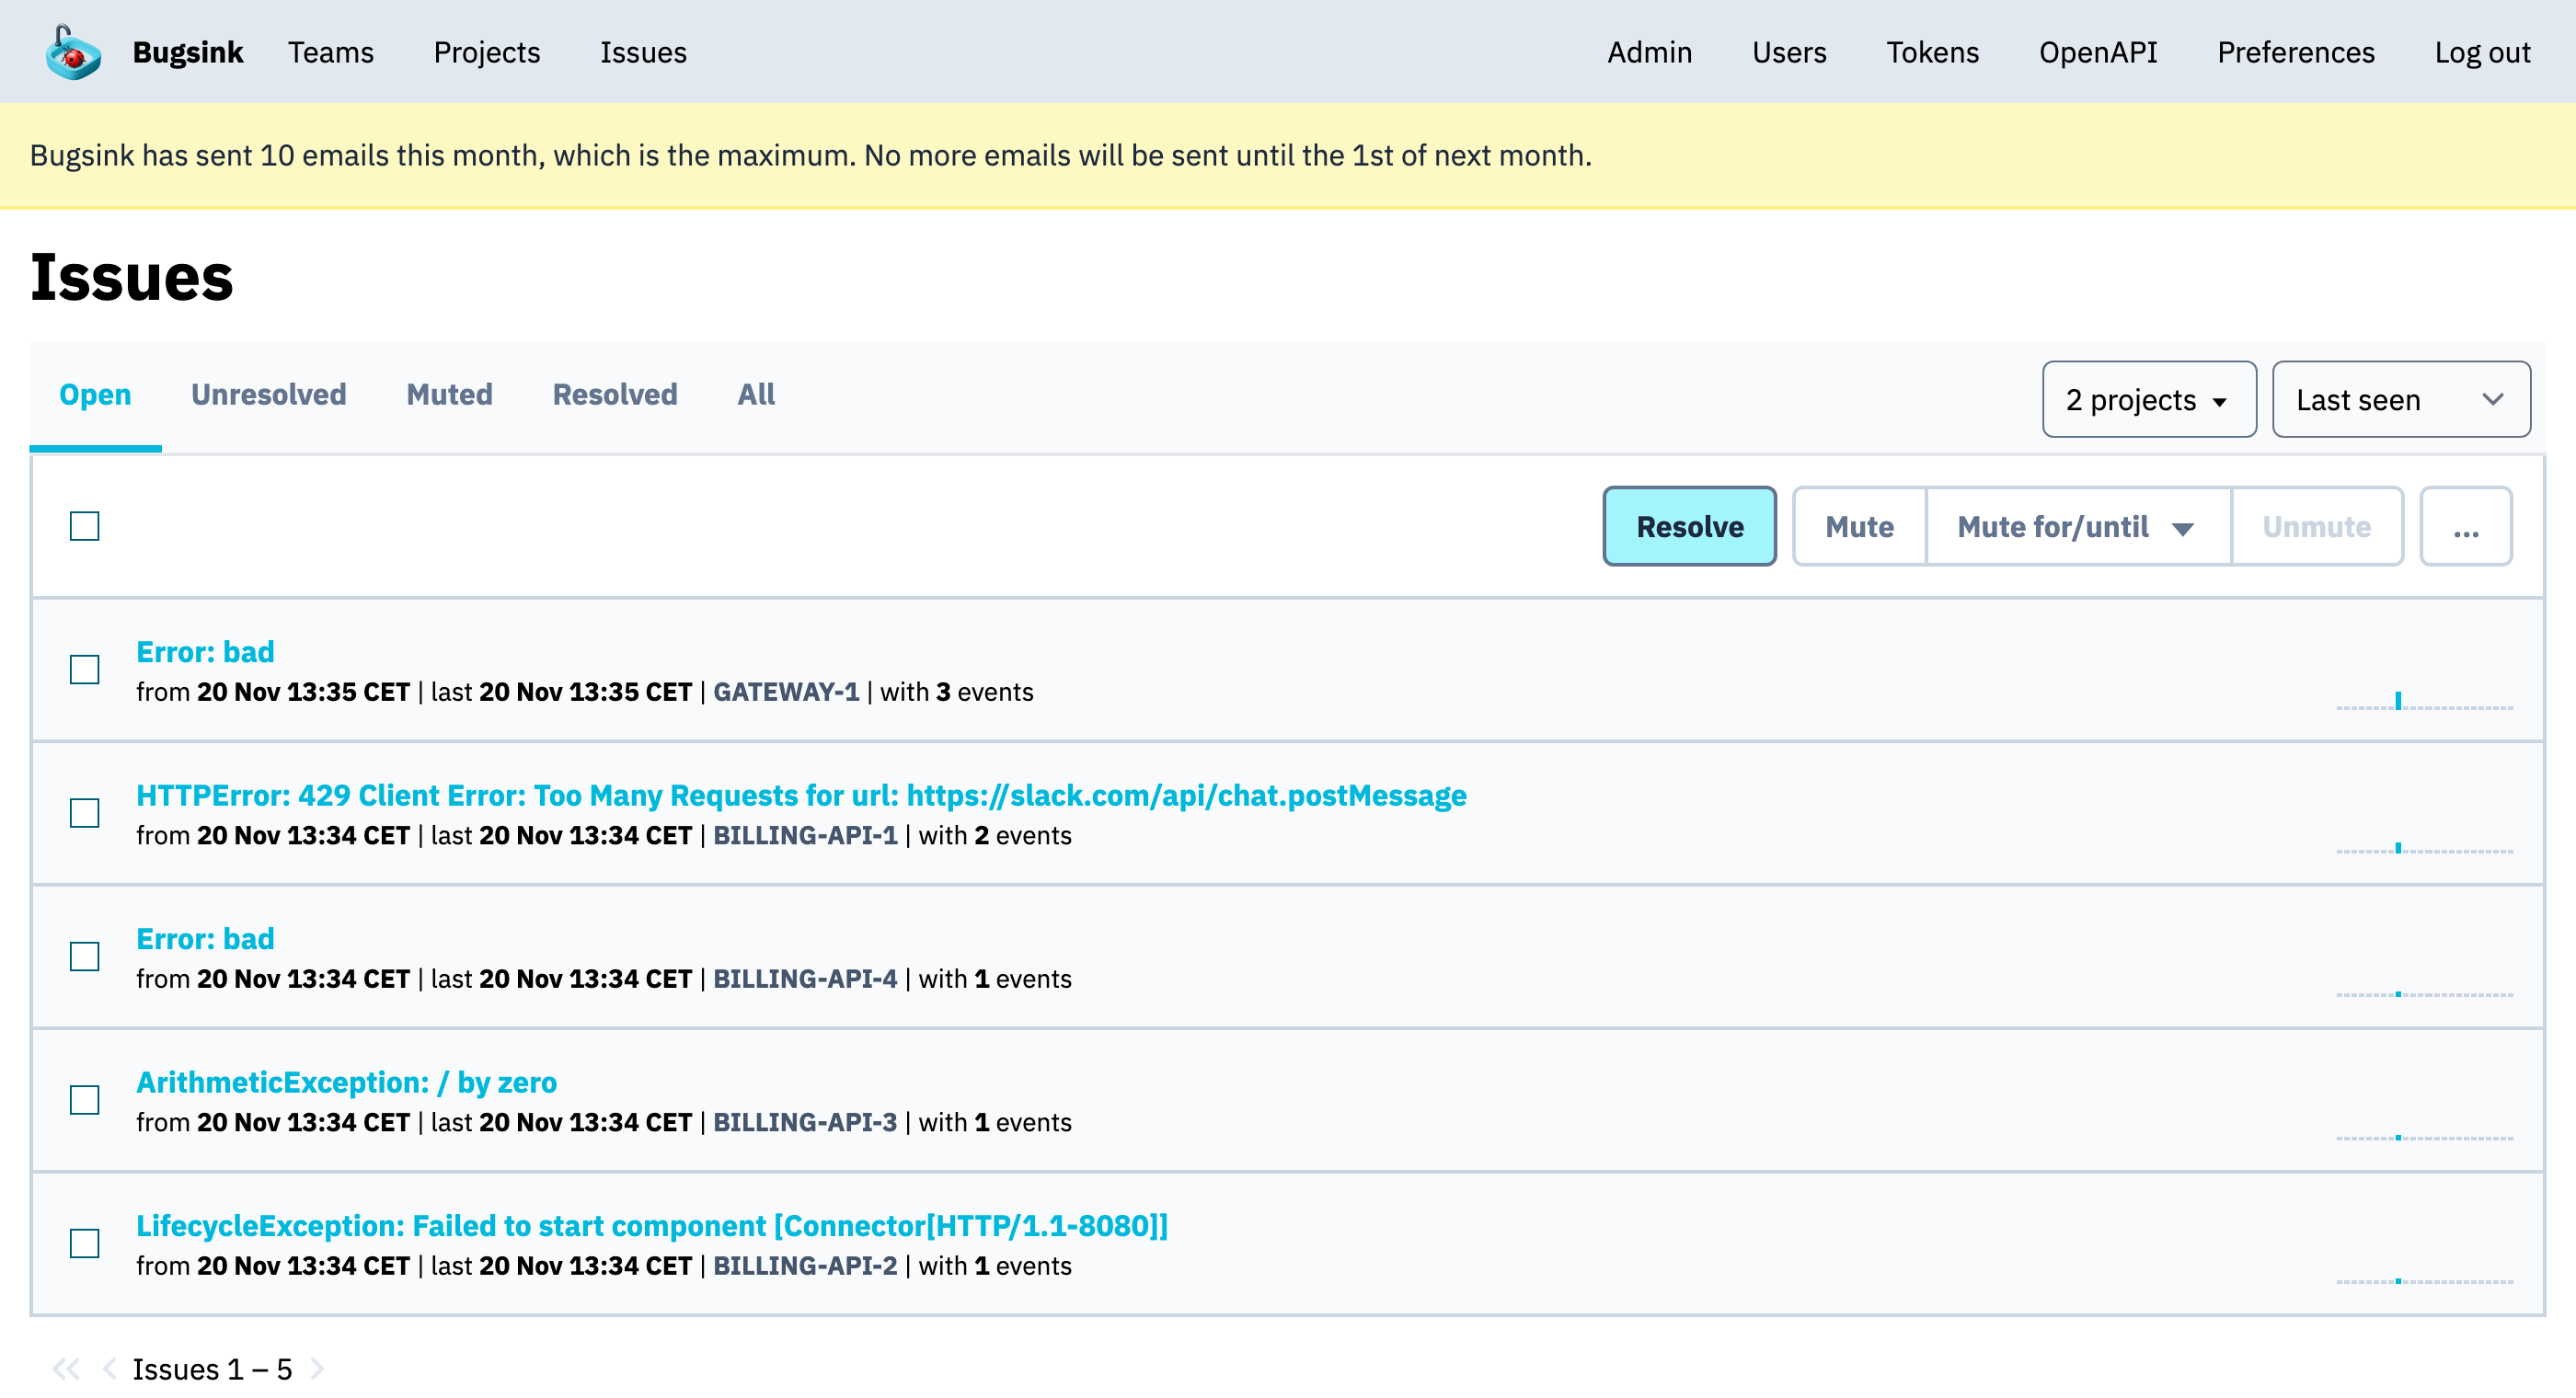 Bugsink Teams Projects Issues Admin Users Tokens OpenAPI Preferences Log out
Bugsink has sent 10 emails this month, which is the maximum. No more emails will be sent until the 1st of next month.
Issues
Open Unresolved Muted Resolved All 2 projects Last seen
Resolve Mute Mute for/until Unmute ...
Error: bad
from 20 Nov 13:35 CET | last 20 Nov 13:35 CET | GATEWAY-1 | with 3 events
HTTPError: 429 Client Error: Too Many Requests for url: https://slack.com/api/chat.postMessage
from 20 Nov 13:34 CET | last 20 Nov 13:34 CET | BILLING-API-1 | with 2 events
Error: bad
from 20 Nov 13:34 CET | last 20 Nov 13:34 CET | BILLING-API-4 | with 1 events
ArithmeticException: / by zero
from 20 Nov 13:34 CET | last 20 Nov 13:34 CET | BILLING-API-3 | with 1 events
LifecycleException: Failed to start component [Connector[HTTP/1.1-8080]]
from 20 Nov 13:34 CET | last 20 Nov 13:34 CET | BILLING-API-2 | with 1 events
Issues 1 – 5